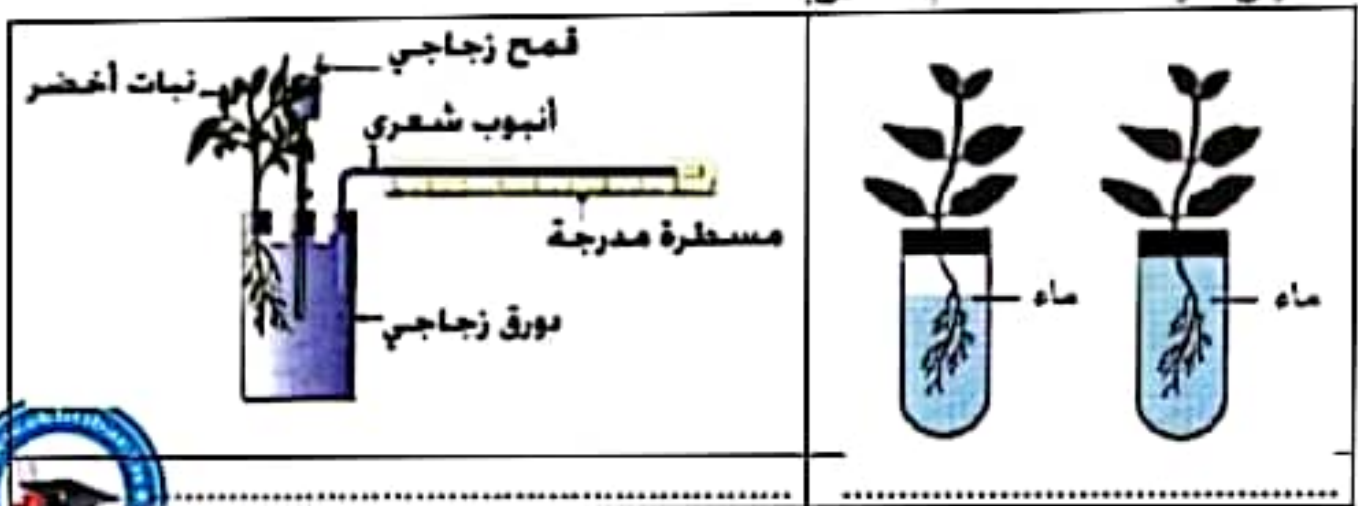 قمح زجاجي
نبات أخضر
أنبوب شعري
مسطرة مدرجة
دورق زجاجي
ماء
ماء